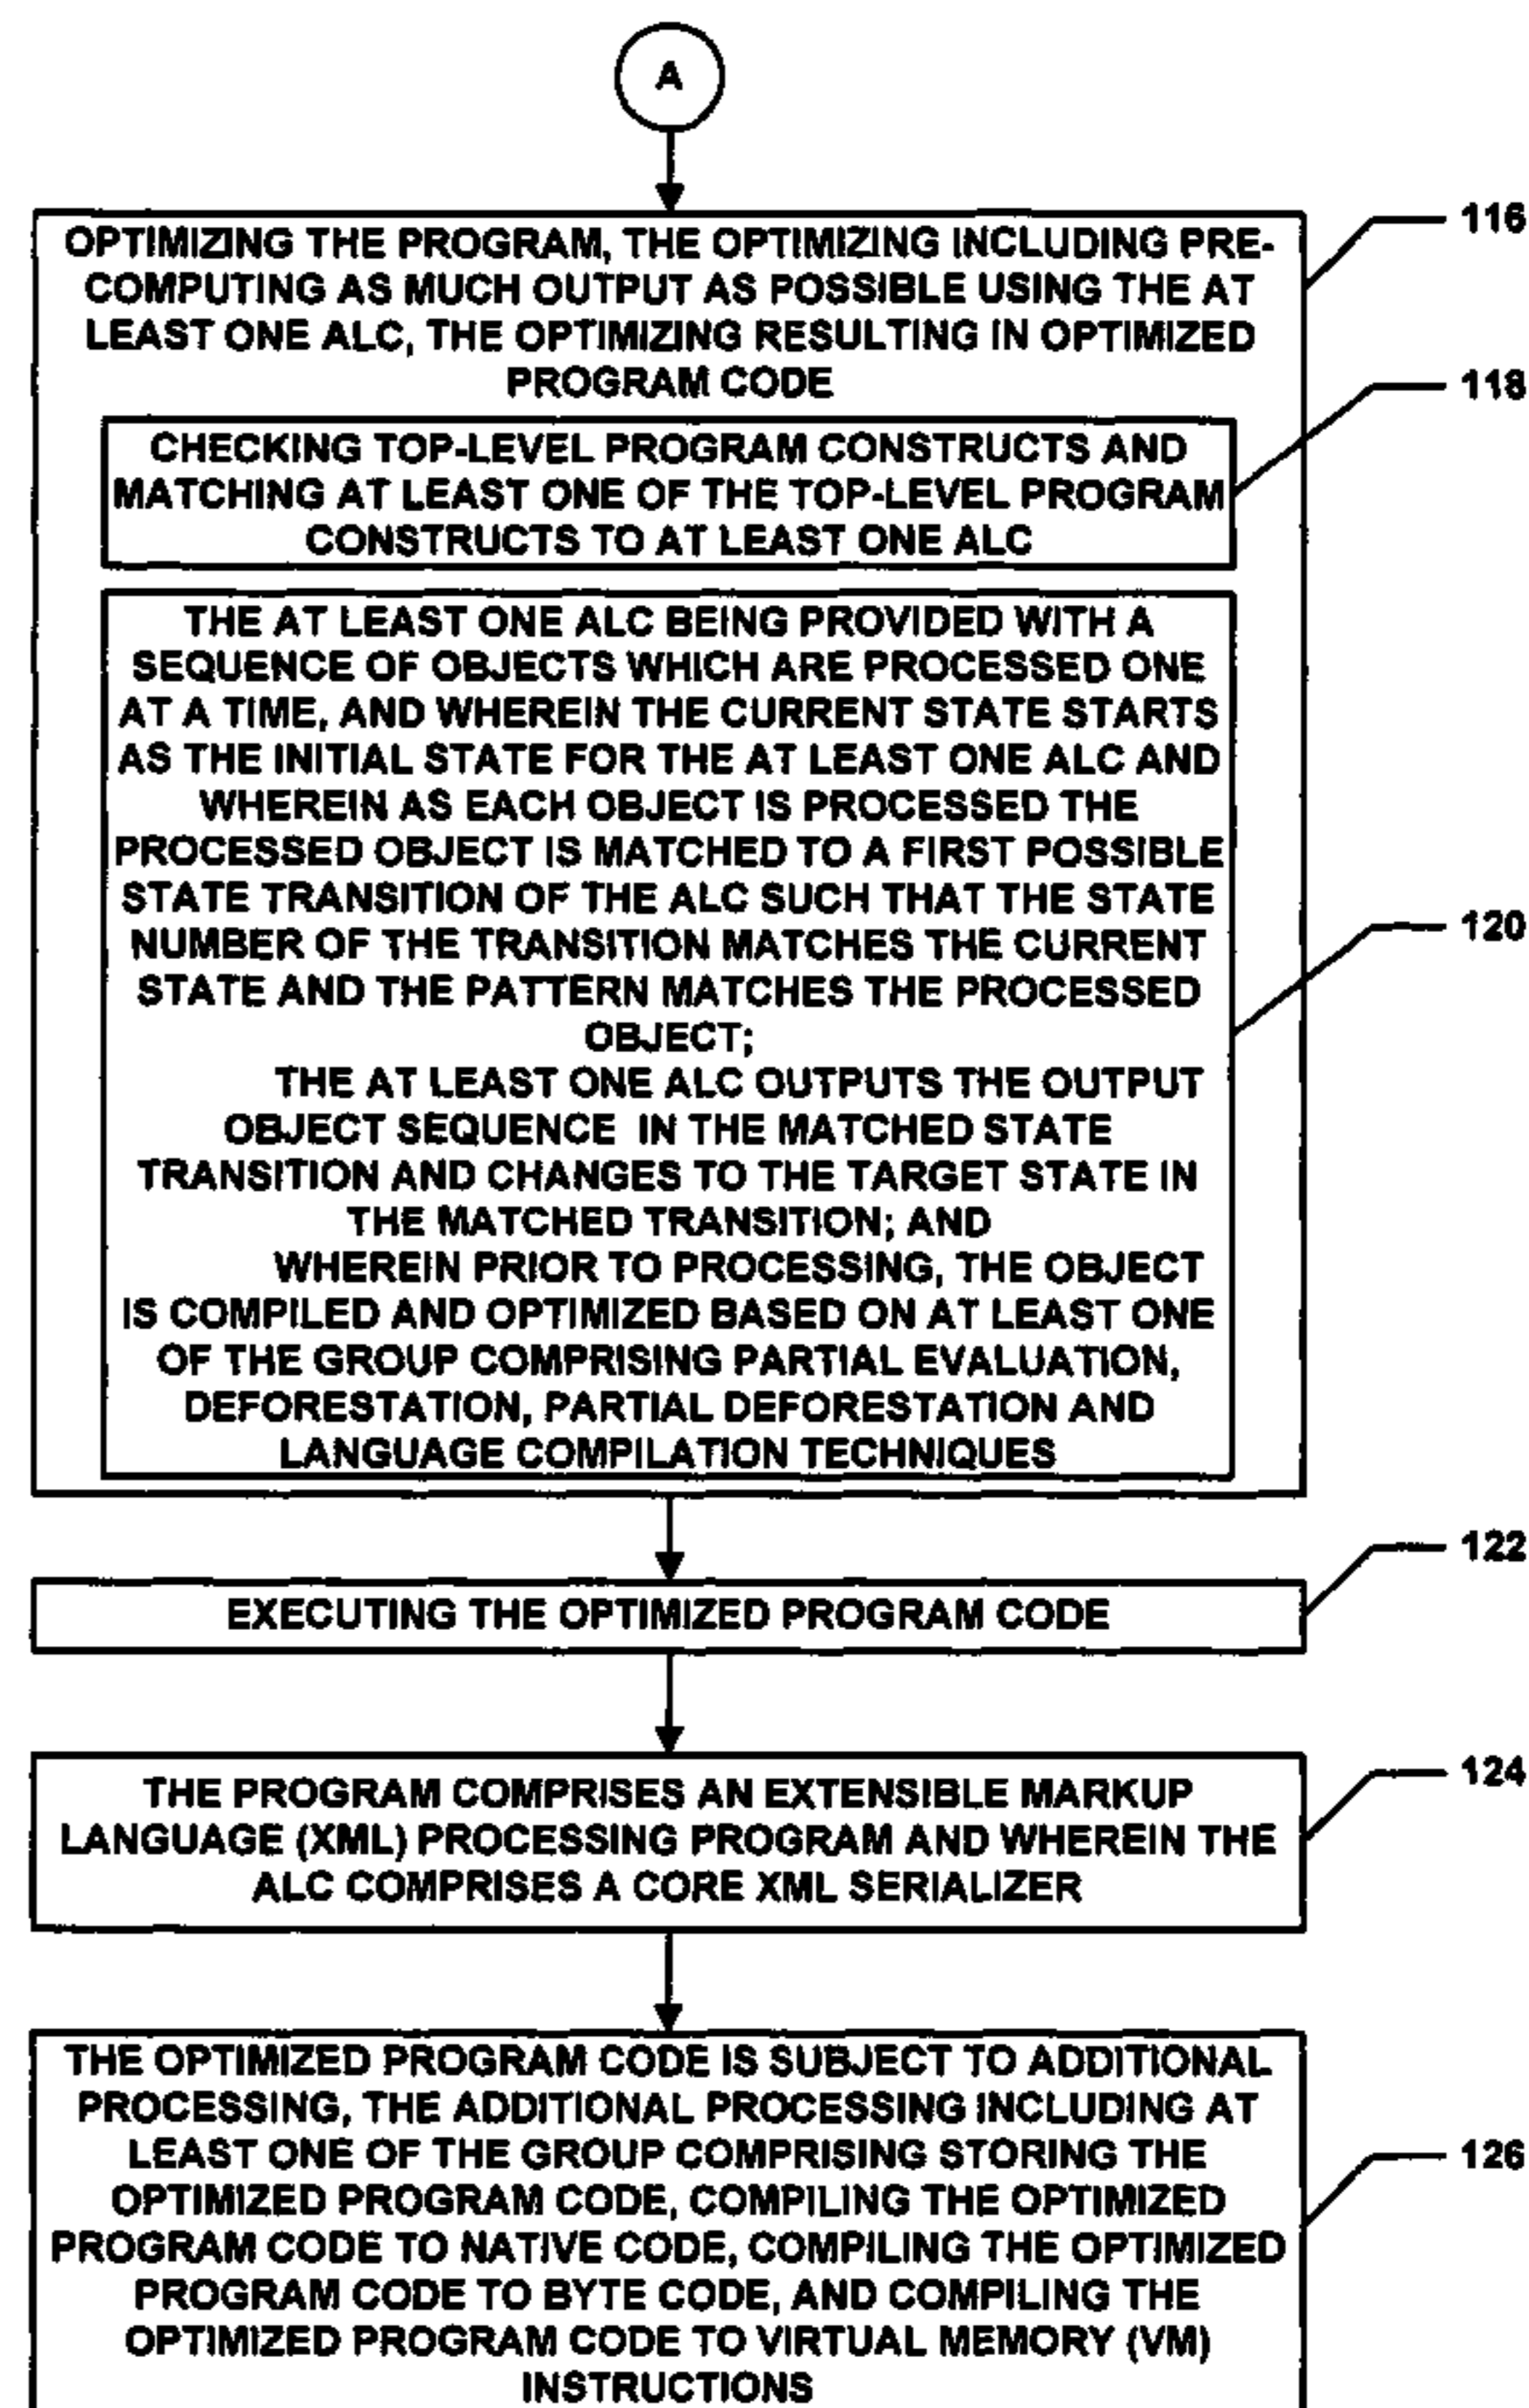 A
OPTIMIZING THE PROGRAM, THE OPTIMIZING INCLUDING PRE-
COMPUTING AS MUCH OUTPUT AS POSSIBLE USING THE AT
LEAST ONE ALC, THE OPTIMIZING RESULTING IN OPTIMIZED
PROGRAM CODE
116
CHECKING TOP-LEVEL PROGRAM CONSTRUCTS AND
MATCHING AT LEAST ONE OF THE TOP-LEVEL PROGRAM
CONSTRUCTS TO AT LEAST ONE ALC
118
THE AT LEAST ONE ALC BEING PROVIDED WITH A
SEQUENCE OF OBJECTS WHICH ARE PROCESSED ONE
AT A TIME, AND WHEREIN THE CURRENT STATE STARTS
AS THE INITIAL STATE FOR THE AT LEAST ONE ALC AND
WHEREIN AS EACH OBJECT IS PROCESSED THE
PROCESSED OBJECT IS MATCHED TO A FIRST POSSIBLE
STATE TRANSITION OF THE ALC SUCH THAT THE STATE
NUMBER OF THE TRANSITION MATCHES THE CURRENT
STATE AND THE PATTERN MATCHES THE PROCESSED
OBJECT;
THE AT LEAST ONE ALC OUTPUTS THE OUTPUT
OBJECT SEQUENCE IN THE MATCHED STATE
TRANSITION AND CHANGES TO THE TARGET STATE IN
THE MATCHED TRANSITION; AND
WHEREIN PRIOR TO PROCESSING, THE OBJECT
IS COMPILED AND OPTIMIZED BASED ON AT LEAST ONE
OF THE GROUP COMPRISING PARTIAL EVALUATION,
DEFORESTATION, PARTIAL DEFORESTATION AND
LANGUAGE COMPILATION TECHNIQUES
120
EXECUTING THE OPTIMIZED PROGRAM CODE
122
THE PROGRAM COMPRISES AN EXTENSIBLE MARKUP
LANGUAGE (XML) PROCESSING PROGRAM AND WHEREIN THE
ALC COMPRISES A CORE XML SERIALIZER
124
THE OPTIMIZED PROGRAM CODE IS SUBJECT TO ADDITIONAL
PROCESSING, THE ADDITIONAL PROCESSING INCLUDING AT
LEAST ONE OF THE GROUP COMPRISING STORING THE
OPTIMIZED PROGRAM CODE, COMPILING THE OPTIMIZED
PROGRAM CODE TO NATIVE CODE, COMPILING THE OPTIMIZED
PROGRAM CODE TO BYTE CODE, AND COMPILING THE
OPTIMIZED PROGRAM CODE TO VIRTUAL MEMORY (VM)
INSTRUCTIONS
126